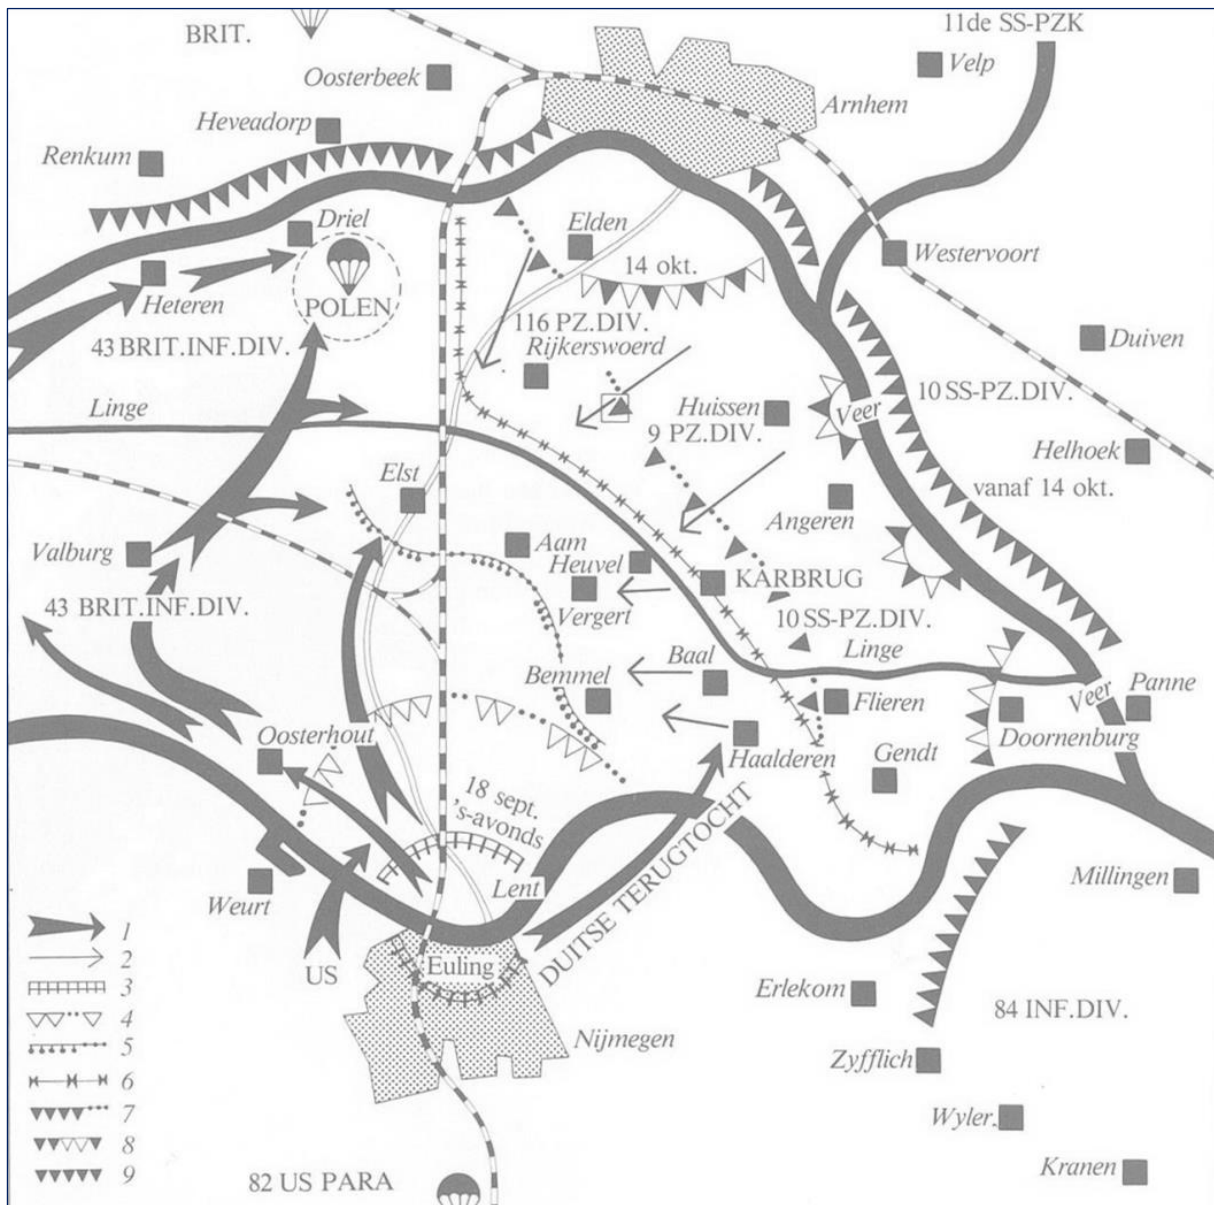 11de SS-PZK
BRIT.
Velp
Oosterbeek
Arnhem
Heveadorp
Renkum
Driel
Elden
Westervoort
14 okt.
Heteren
POLEN
116 PZ.DIV.
Duiven
43 BRIT.INF.DIV.
Rijkerswoerd
10 SS-PZ.DIV.
Linge
Huissen
Veer
9 PZ.DIV.
Helhoek
Elst
vanaf 14 okt.
Angeren
Valburg
Aam
Heuvel
KARBRUG
43 BRIT.INF.DIV.
Vergert
10 SS-PZ.DIV.
Baal
Linge
Bemmel
Veer
Panne
Flieren
Oosterhout
Haalderen
Doornenburg
Gendt
18 sept.
's-avonds
DUITSE TERUGTOCHT
Lent
Weurt
Millingen
1
2
US
Euling
3
Erlekom
84 INF.DIV.
4
Nijmegen
5
Zyfflich
6
7
Wyler.
8
9
82 US PARA
Kranen